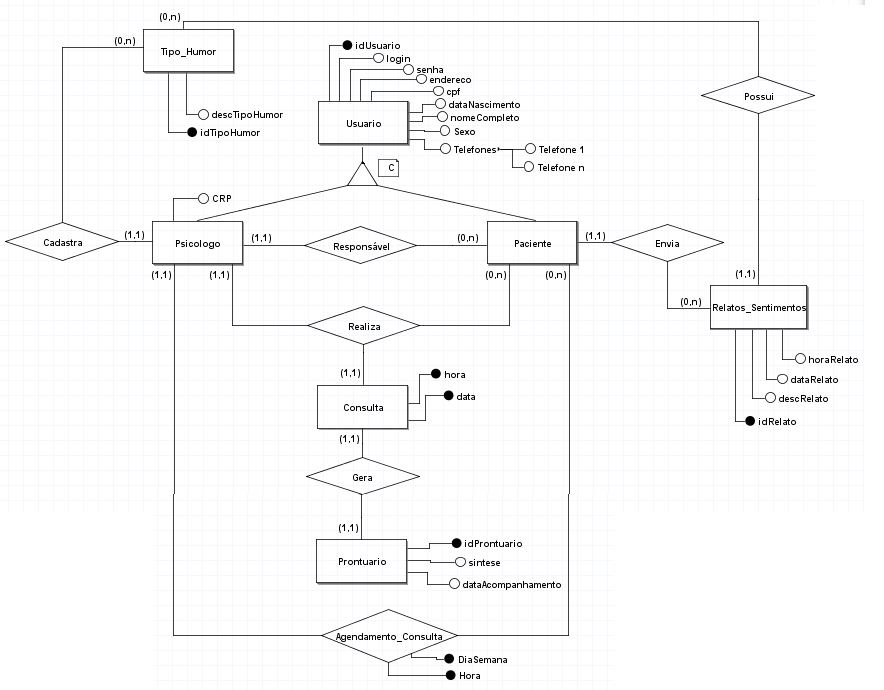 (0,n)
(0,n)
Tipo_Humor
descTipoHumor
idTipoHumor
idUsuario
login
senha
endereco
cpf
dataNascimento
nomeCompleto
Sexo
Telefones
Telefone 1
Telefone n
Usuario
C
Possui
CRP
Cadastra
(1,1)
Psicologo
(1,1)
Responsável
(0,n)
Paciente
(1,1)
Envia
(1,1)
(1,1)
(0,n)
(0,n)
(1,1)
(0,n)
Relatos_Sentimentos
Realiza
horaRelato
dataRelato
descRelato
idRelato
(1,1)
hora
data
Consulta
(1,1)
Gera
(1,1)
Prontuario
idProntuario
sintese
dataAcompanhamento
Agendamento_Consulta
DiaSemana
Hora